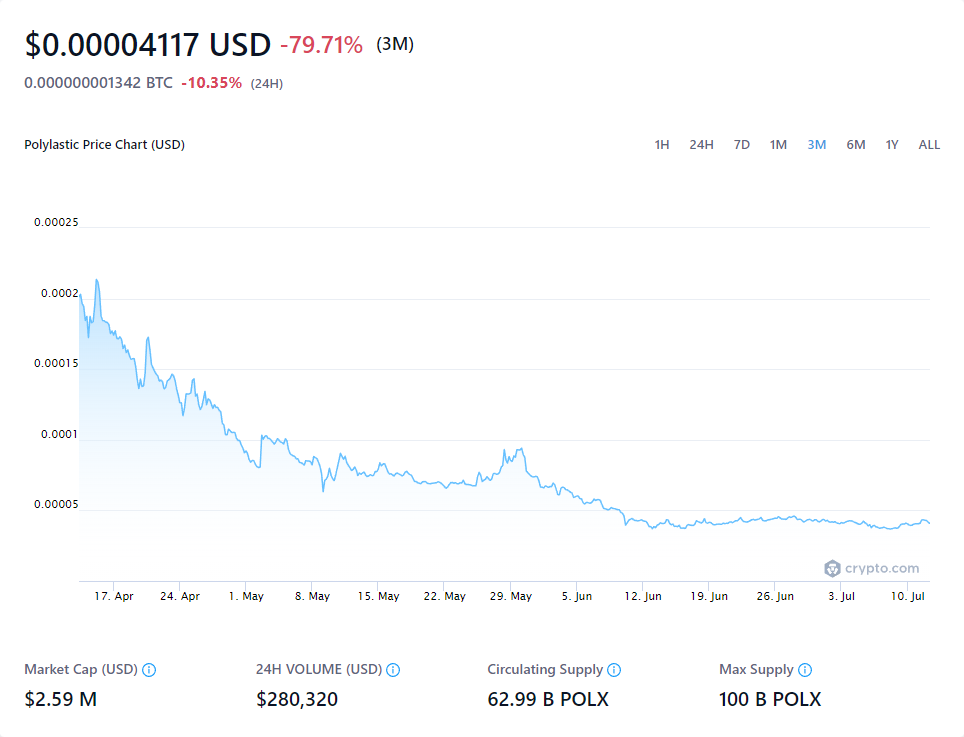 $0.00004117 USD -79.71% (3M)
0.000000001342 BTC -10.35% (24H)
Polylastic Price Chart (USD) 1H 24H 7D 1M 3M 6M 1Y ALL
0.00025
0.0002
0.00015
0.0001
0.00005
crypto.com
17. Apr 24. Apr 1. May 8. May 15. May 22. May 29. May 5. Jun 12. Jun 19. Jun 26. Jun 3. Jul 10. Jul
Market Cap (USD) 24H VOLUME (USD) Circulating Supply Max Supply
$2.59 M $280,320 62.99 B POLX 100 B POLX